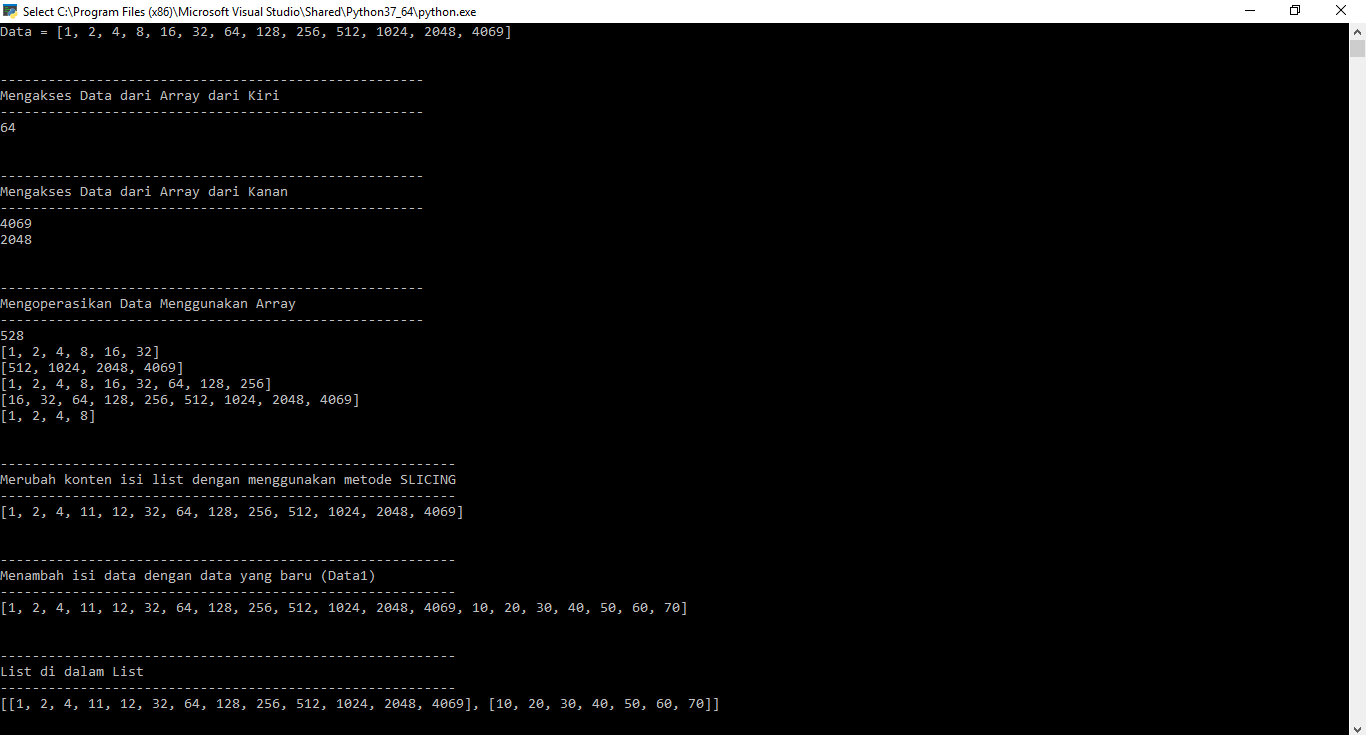 Select C:\Program Files (x86)\Microsoft Visual Studio\Shared\Python37_64\python.exe
Data = [1, 2, 4, 8, 16, 32, 64, 128, 256, 512, 1024, 2048, 4069]
-----------------------------------------------------
Mengakses Data dari Array dari Kiri
-----------------------------------------------------
64
-----------------------------------------------------
Mengakses Data dari Array dari Kanan
-----------------------------------------------------
4069
2048
-----------------------------------------------------
Mengoperasikan Data Menggunakan Array
-----------------------------------------------------
528
[1, 2, 4, 8, 16, 32]
[512, 1024, 2048, 4069]
[1, 2, 4, 8, 16, 32, 64, 128, 256]
[16, 32, 64, 128, 256, 512, 1024, 2048, 4069]
[1, 2, 4, 8]
---------------------------------------------------------
Merubah konten isi list dengan menggunakan metode SLICING
---------------------------------------------------------
[1, 2, 4, 11, 12, 32, 64, 128, 256, 512, 1024, 2048, 4069]
---------------------------------------------------------
Menambah isi data dengan data yang baru (Data1)
---------------------------------------------------------
[1, 2, 4, 11, 12, 32, 64, 128, 256, 512, 1024, 2048, 4069, 10, 20, 30, 40, 50, 60, 70]
---------------------------------------------------------
List di dalam List
---------------------------------------------------------
[[1, 2, 4, 11, 12, 32, 64, 128, 256, 512, 1024, 2048, 4069], [10, 20, 30, 40, 50, 60, 70]]